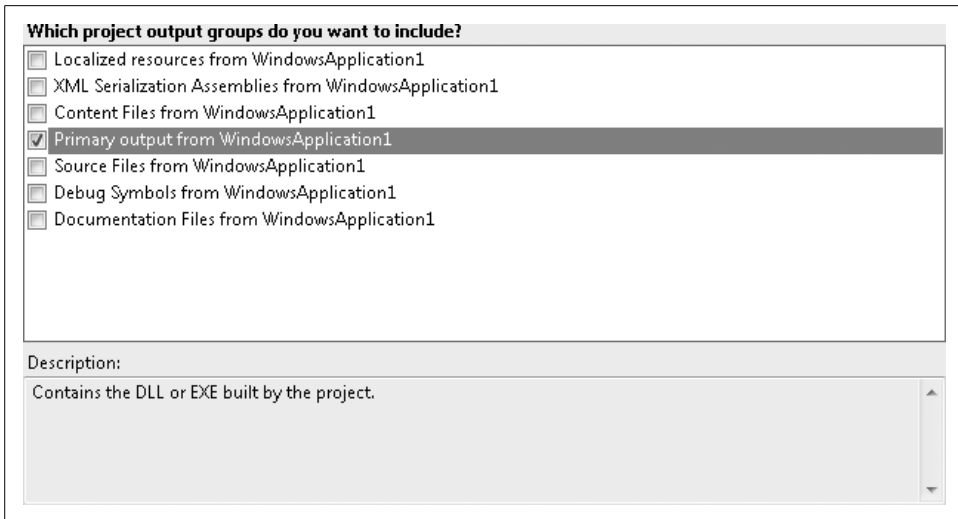 Which project output groups do you want to include?
Localized resources from WindowsApplication1
XML Serialization Assemblies from WindowsApplication1
Content Files from WindowsApplication1
Primary output from WindowsApplication1
Source Files from WindowsApplication1
Debug Symbols from WindowsApplication1
Documentation Files from WindowsApplication1
Description:
Contains the DLL or EXE built by the project.